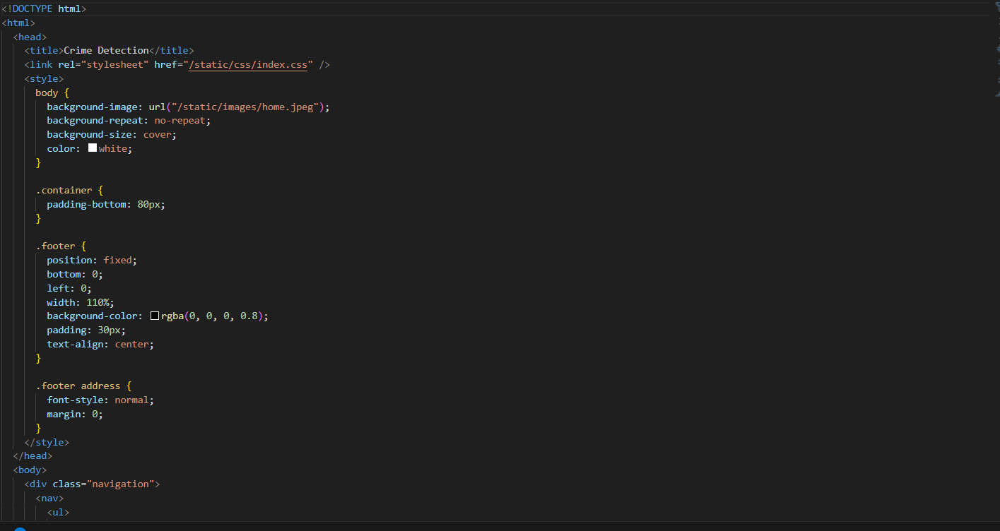 <!DOCTYPE html>
<html>
<head>
<title>Crime Detection</title>
<link rel="stylesheet" href="/static/css/index.css" />
<style>
body {
background-image: url("/static/images/home.jpeg");
background-repeat: no-repeat;
background-size: cover;
color: white;
}
.container {
padding-bottom: 80px;
}
.footer {
position: fixed;
bottom: 0;
left: 0;
width: 110%;
background-color: rgba(0, 0, 0, 0.8);
padding: 30px;
text-align: center;
}
.footer address {
font-style: normal;
margin: 0;
}
</style>
</head>
<body>
<div class="navigation">
<nav>
<ul>